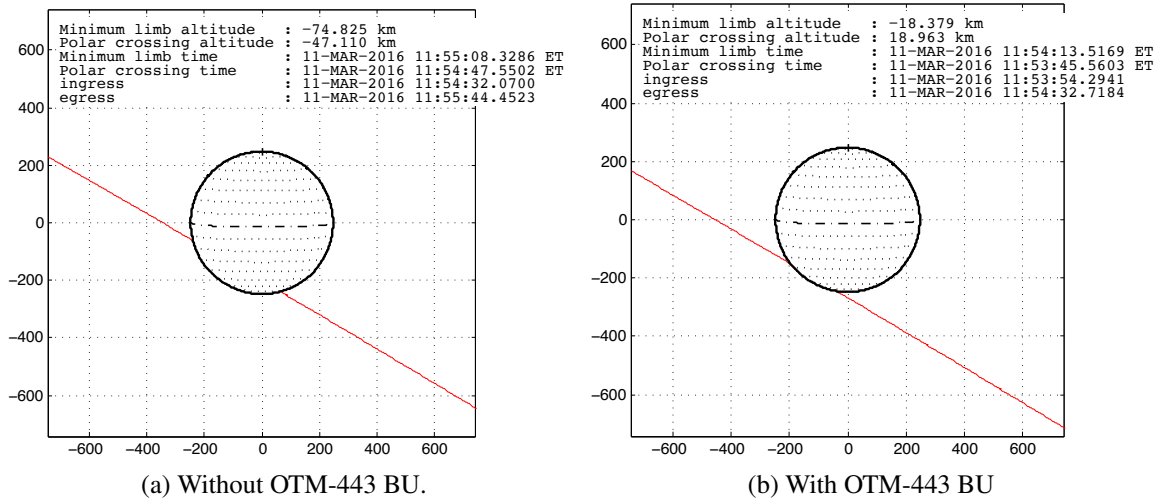 Minimum limb altitude : -74.825 km
Polar crossing altitude : -47.110 km
Minimum limb time : 11-MAR-2016 11:55:08.3286 ET
Polar crossing time : 11-MAR-2016 11:54:47.5502 ET
ingress : 11-MAR-2016 11:54:32.0700
egress : 11-MAR-2016 11:55:44.4523
600
400
200
0
−200
−400
−600
−600 −400 −200 0 200 400 600
(a) Without OTM-443 BU.
Minimum limb altitude : -18.379 km
Polar crossing altitude : 18.963 km
Minimum limb time : 11-MAR-2016 11:54:13.5169 ET
Polar crossing time : 11-MAR-2016 11:53:45.5603 ET
ingress : 11-MAR-2016 11:53:54.2941
egress : 11-MAR-2016 11:54:32.7184
600
400
200
0
−200
−400
−600
−600 −400 −200 0 200 400 600
(b) With OTM-443 BU